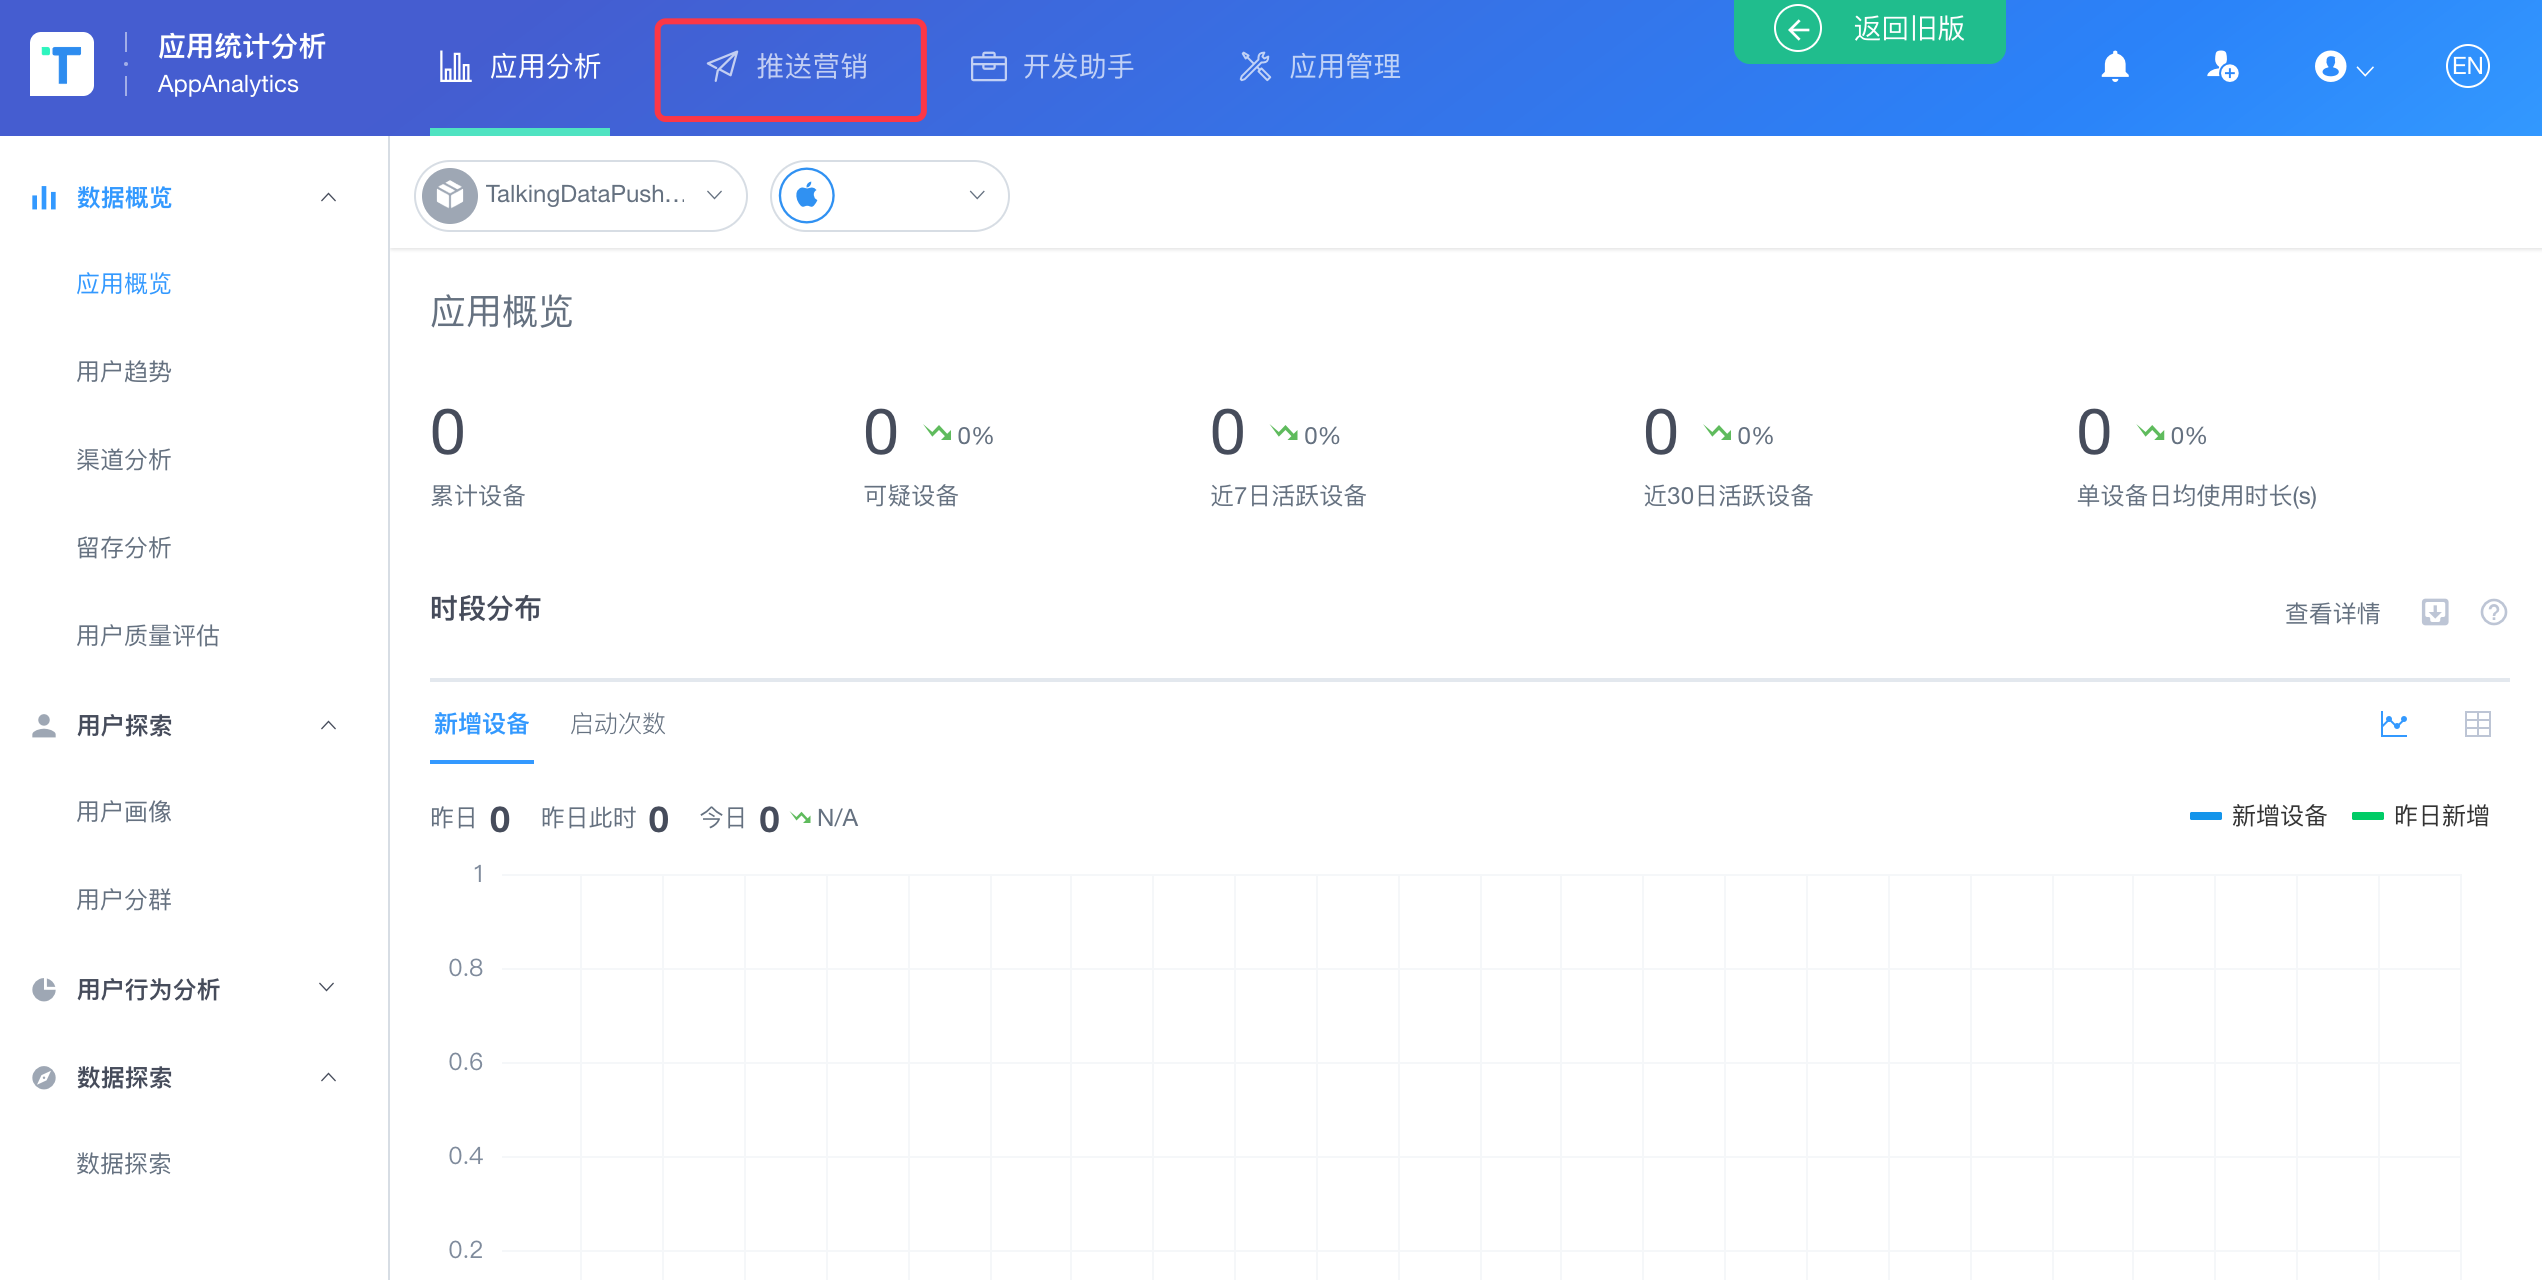 应用统计分析
AppAnalytics
应用分析
推送营销
开发助手
应用管理
返回旧版
EN
数据概览
应用概览
用户趋势
渠道分析
留存分析
用户质量评估
用户探索
用户画像
用户分群
用户行为分析
数据探索
数据探索
TalkingDataPush...
应用概览
0
累计设备
0 0%
可疑设备
0 0%
近7日活跃设备
0 0%
近30日活跃设备
0 0%
单设备日均使用时长(s)
时段分布
查看详情
新增设备 启动次数
昨日 0 昨日此时 0 今日 0 N/A
新增设备 昨日新增
1
0.8
0.6
0.4
0.2